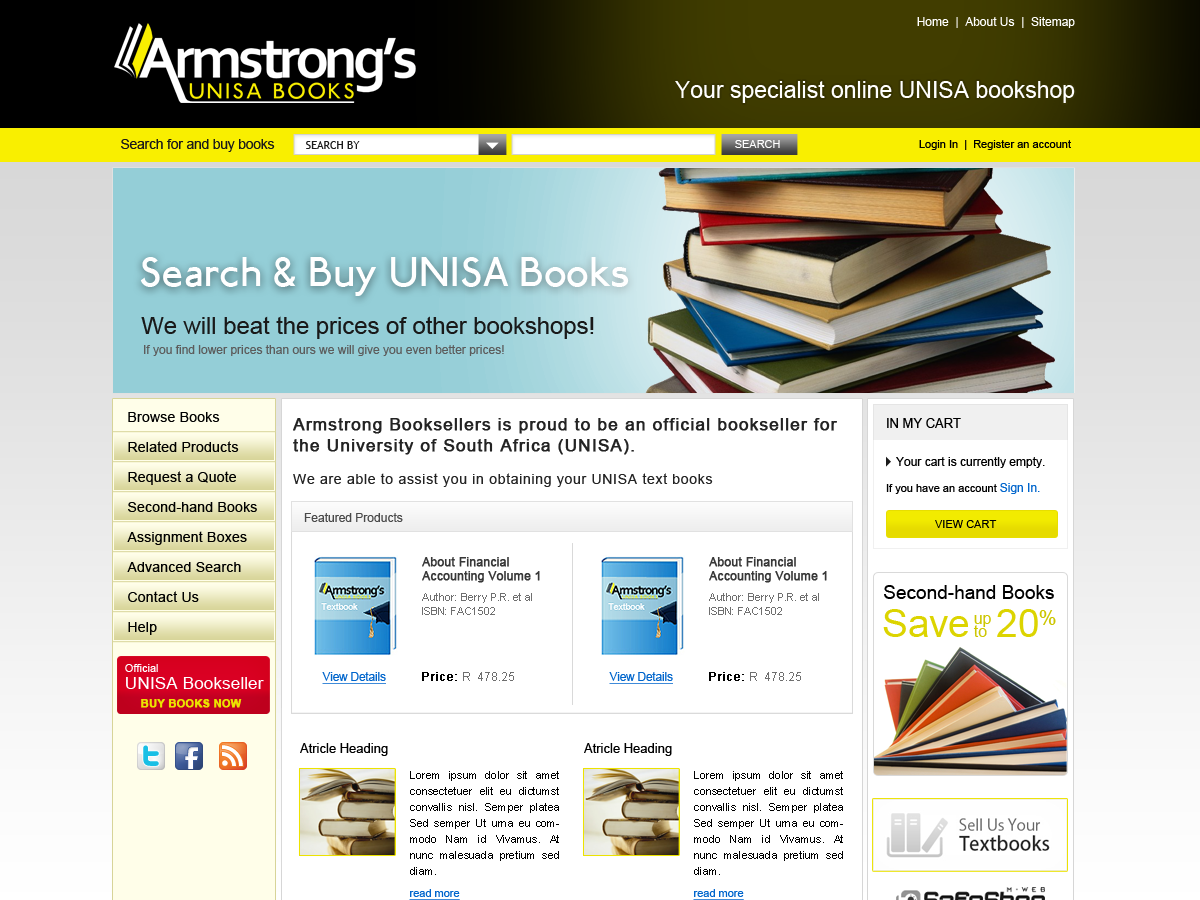 Home | About Us | Sitemap
Armstrong's
UNISA BOOKS
Your specialist online UNISA bookshop
Search for and buy books
SEARCH BY
SEARCH
Login In | Register an account
Search & Buy UNISA Books
We will beat the prices of other bookshops!
If you find lower prices than ours we will give you even better prices!
Browse Books
Related Products
Request a Quote
Second-hand Books
Assignment Boxes
Advanced Search
Contact Us
Help
Official
UNISA Bookseller
BUY BOOKS NOW
Armstrong Booksellers is proud to be an official bookseller for
the University of South Africa (UNISA).
We are able to assist you in obtaining your UNISA text books
Featured Products
Armstrong's
Textbook
About Financial
Accounting Volume 1
Author: Berry P.R. et al
ISBN: FAC1502
View Details
Price: R 478.25
Armstrong's
Textbook
About Financial
Accounting Volume 1
Author: Berry P.R. et al
ISBN: FAC1502
View Details
Price: R 478.25
Atricle Heading
Lorem ipsum dolor sit amet
consectetuer elit eu dictumst
convallis nisl. Semper platea
Sed semper Ut urna eu com-
modo Nam id Vivamus. At
nunc malesuada pretium sed
diam.
read more
Atricle Heading
Lorem ipsum dolor sit amet
consectetuer elit eu dictumst
convallis nisl. Semper platea
Sed semper Ut urna eu com-
modo Nam id Vivamus. At
nunc malesuada pretium sed
diam.
read more
IN MY CART
Your cart is currently empty.
If you have an account Sign In.
VIEW CART
Second-hand Books
Save up to 20%
Sell Us Your
Textbooks
M-WEB
SafeShop